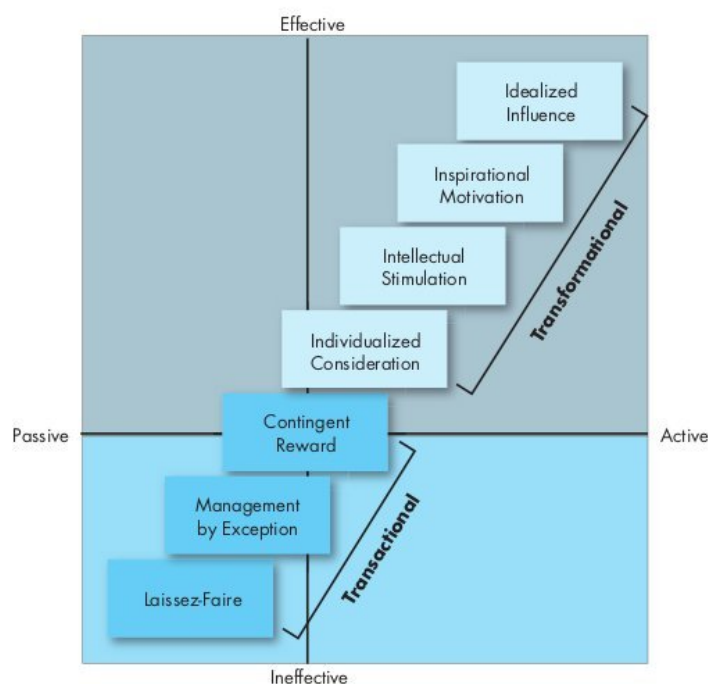 Effective
Idealized
Influence
Inspirational
Motivation
Intellectual
Stimulation
Transformational
Individualized
Consideration
Contingent
Reward
Passive
Active
Management
by Exception
Transactional
Laissez-Faire
Ineffective